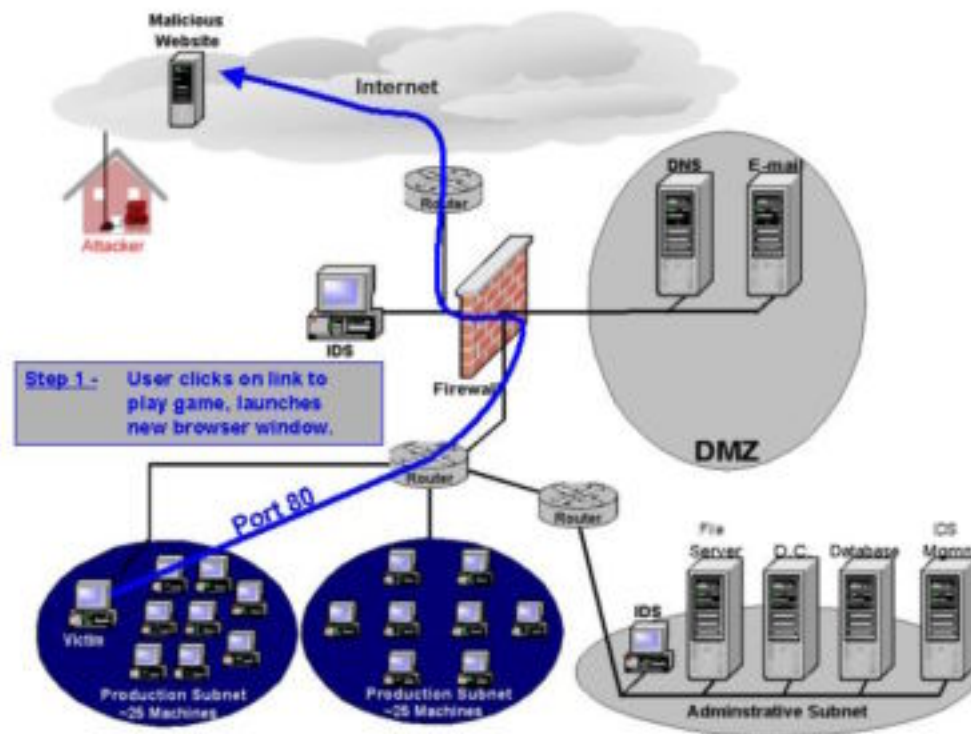 Malicious
Website
Internet
DNS
E-mail
Router
Attacker
IDS
Firewall
Step 1 - User clicks on link to
play game, launches
new browser window.
DMZ
Router
Port 80
Router
File
Server
D.C.
Database
IDS
Mgmn
IDS
Victim
Production Subnet
~25 Machines
Production Subnet
~25 Machines
Adminstrative Subnet